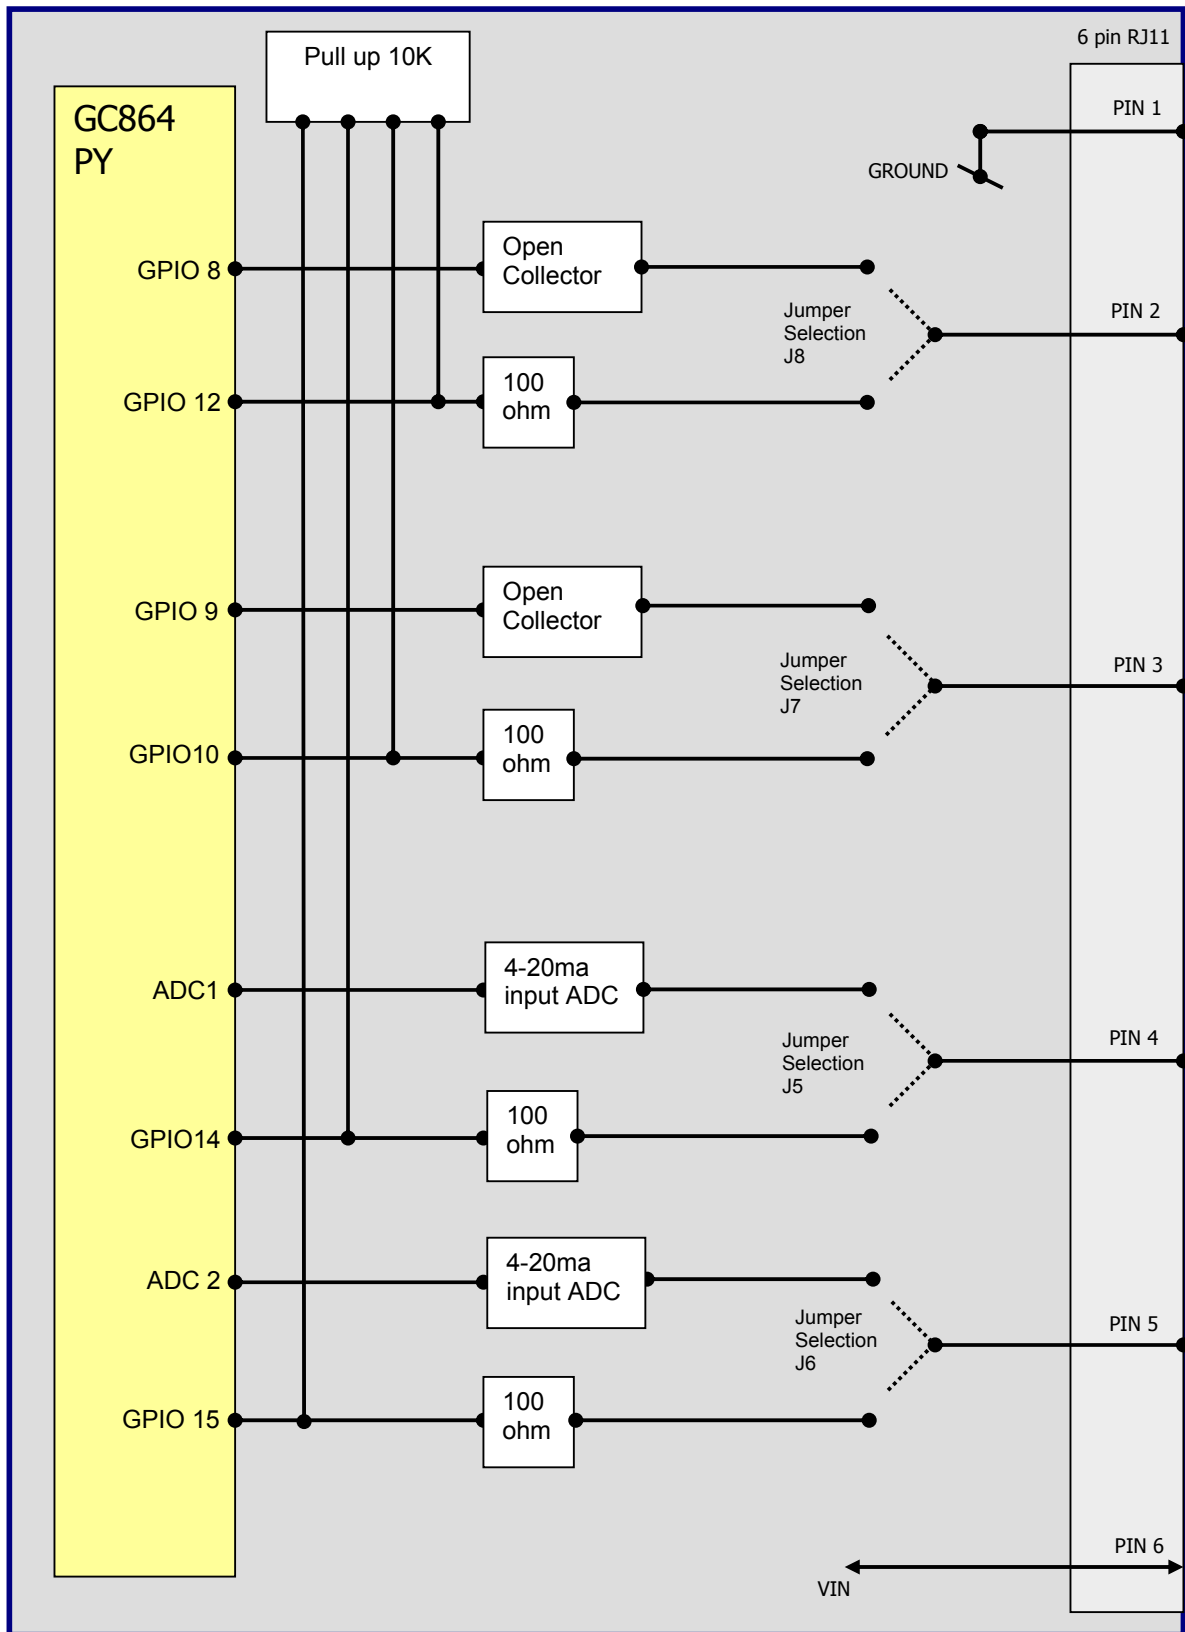 6 pin RJ11
Pull up 10K
GC864
PY
PIN 1
GROUND
GPIO 8
Open
Collector
Jumper
Selection
J8
PIN 2
GPIO 12
100
ohm
GPIO 9
Open
Collector
Jumper
Selection
J7
PIN 3
GPIO10
100
ohm
ADC1
4-20ma
input ADC
Jumper
Selection
J5
PIN 4
GPIO14
100
ohm
ADC 2
4-20ma
input ADC
Jumper
Selection
J6
PIN 5
GPIO 15
100
ohm
PIN 6
VIN